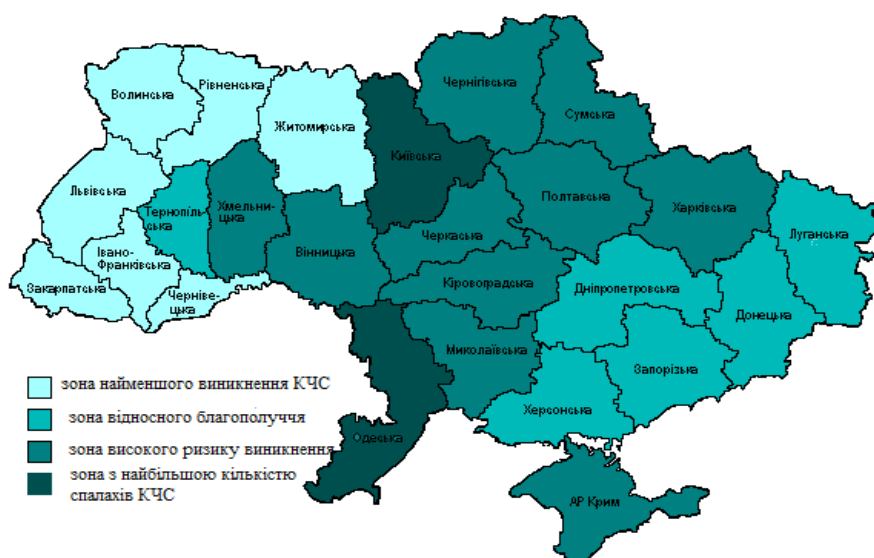 Волинська
Рівненська
Житомирська
Чернігівська
Сумська
Київська
Львівська
Тернопіль-
ська
Хмельни-
цька
Вінницька
Черкаська
Полтавська
Харківська
Луганська
Івано-
Франківська
Закарпатська
Черніве-
цька
Кіровоградська
Дніпропетровська
Донецька
Миколаївська
Запорізька
Херсонська
Одеська
АР Крим
зона найменшого виникнення КЧС
зона відносного благополуччя
зона високого ризику виникнення
зона з найбільшою кількістю
спалахів КЧС